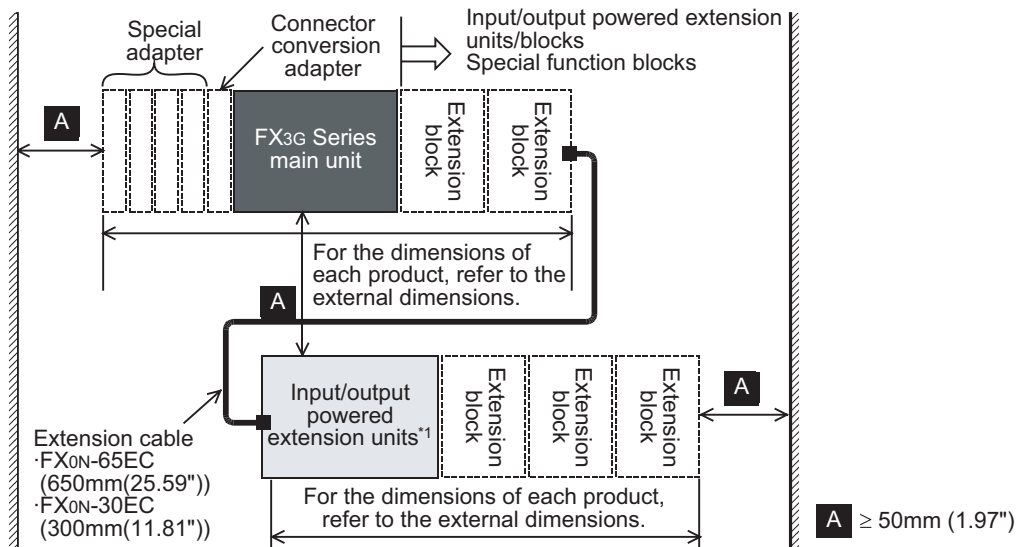 Special
adapter
Connector
conversion
adapter
Input/output powered extension
units/blocks
Special function blocks
A
FX3G Series
main unit
Extension
block
Extension
block
For the dimensions of
each product, refer to the
external dimensions.
A
Input/output
powered
extension units*1
Extension
block
Extension
block
Extension
block
A
Extension cable
·FX0N-65EC
(650mm(25.59"))
·FX0N-30EC
(300mm(11.81"))
For the dimensions of each product,
refer to the external dimensions.
A ≥ 50mm (1.97")